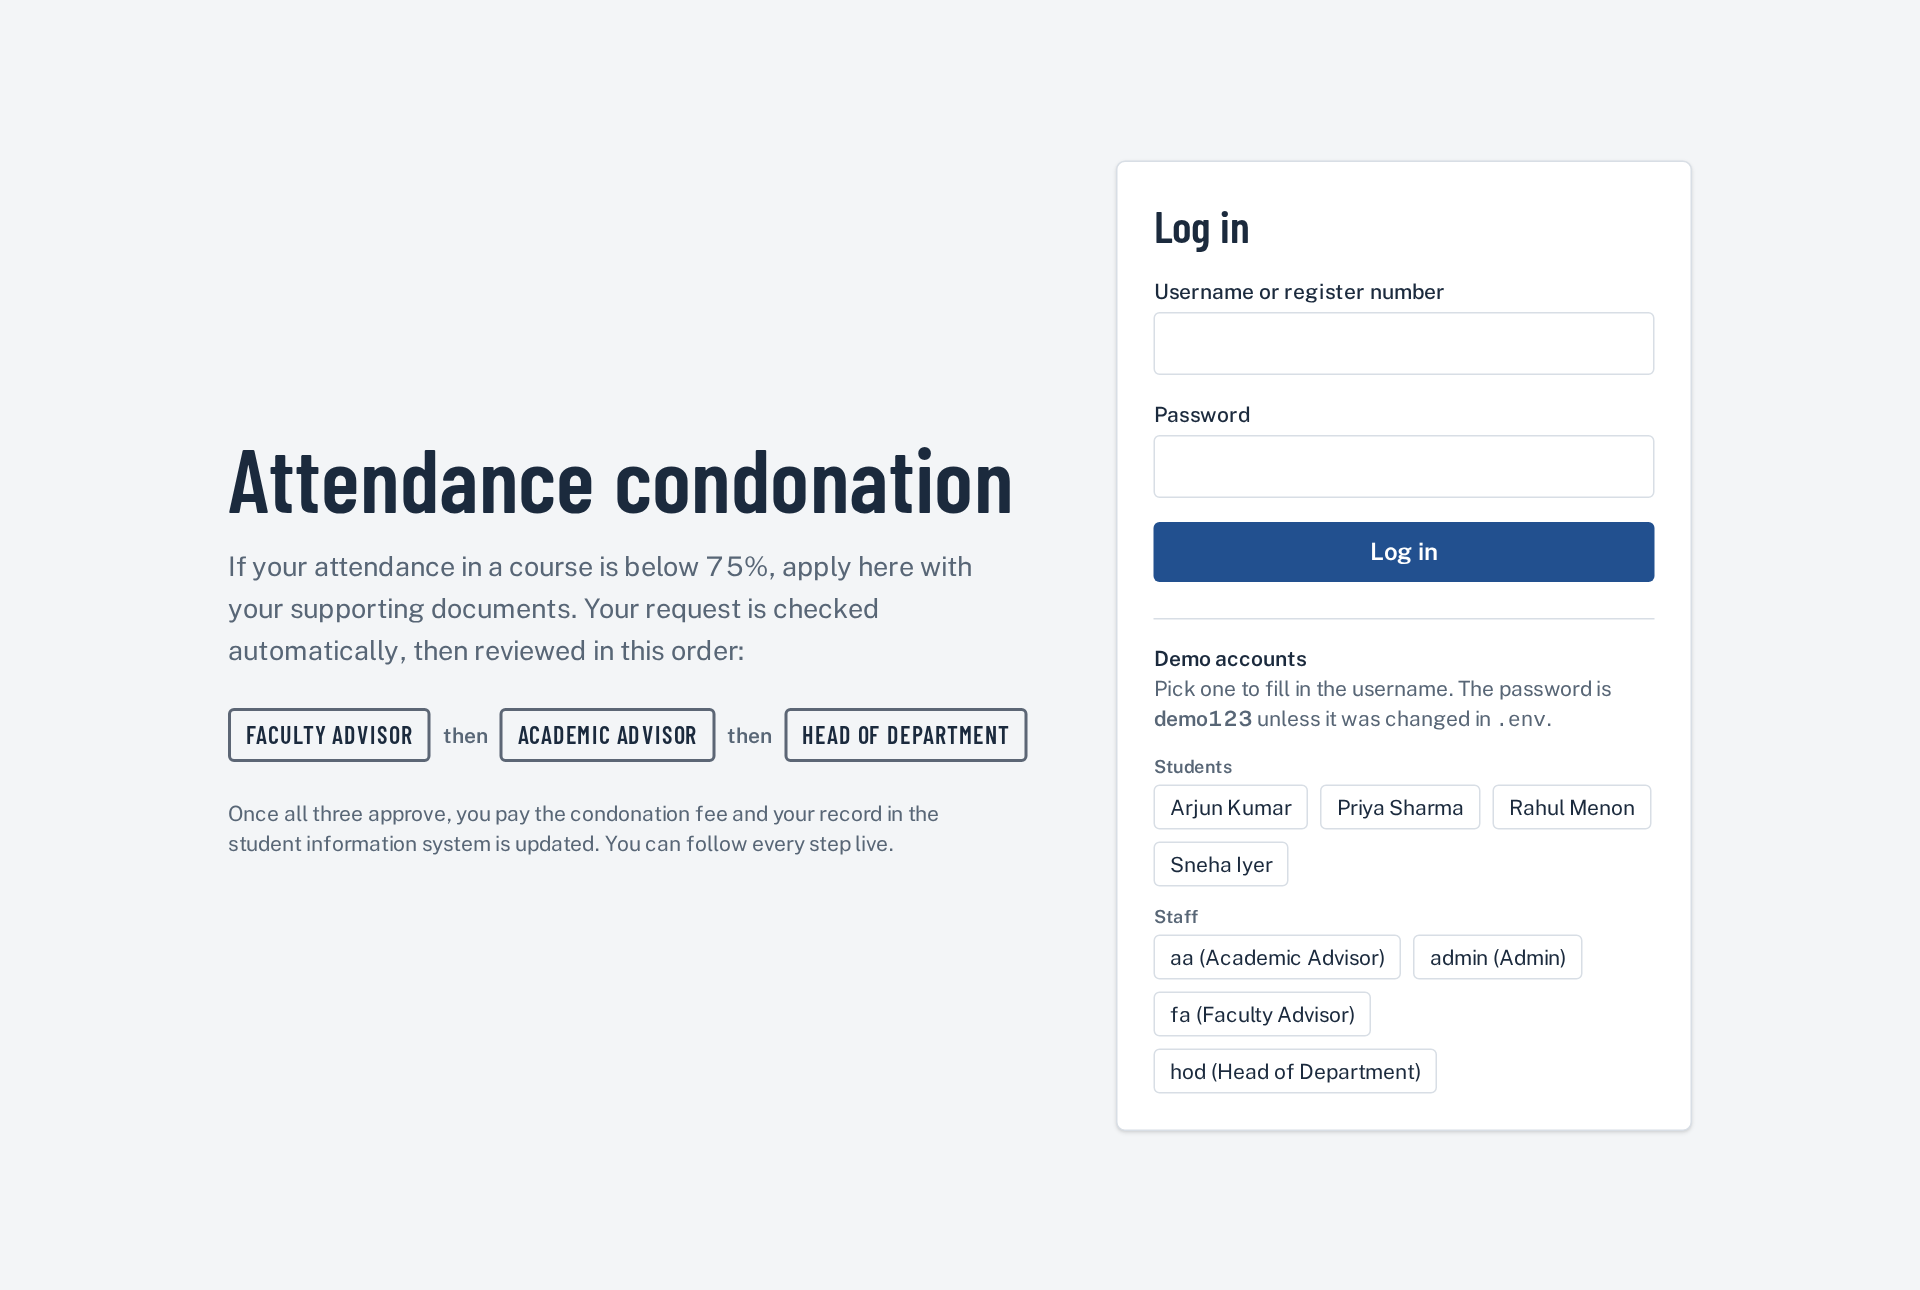 Attendance condonation
If your attendance in a course is below 75%, apply here with
your supporting documents. Your request is checked
automatically, then reviewed in this order:
FACULTY ADVISOR then ACADEMIC ADVISOR then HEAD OF DEPARTMENT
Once all three approve, you pay the condonation fee and your record in the
student information system is updated. You can follow every step live.
Log in
Username or register number
Password
Log in
Demo accounts
Pick one to fill in the username. The password is
demo123 unless it was changed in .env.
Students
Arjun Kumar Priya Sharma Rahul Menon
Sneha Iyer
Staff
aa (Academic Advisor) admin (Admin)
fa (Faculty Advisor)
hod (Head of Department)